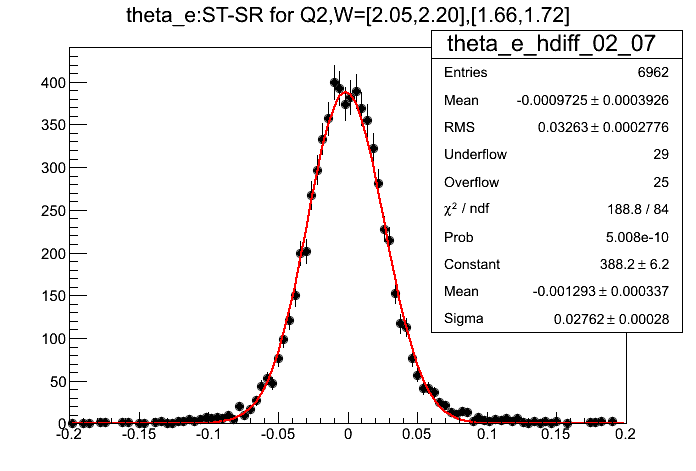 theta_e:ST-SR for Q2,W=[2.05,2.20],[1.66,1.72]
theta_e_hdiff_02_07
Entries 6962
Mean -0.0009725 ± 0.0003926
RMS 0.03263 ± 0.0002776
Underflow 29
Overflow 25
χ² / ndf 188.8 / 84
Prob 5.008e-10
Constant 388.2 ± 6.2
Mean -0.001293 ± 0.000337
Sigma 0.02762 ± 0.00028
400
350
300
250
200
150
100
50
0
-0.2 -0.15 -0.1 -0.05 0 0.05 0.1 0.15 0.2